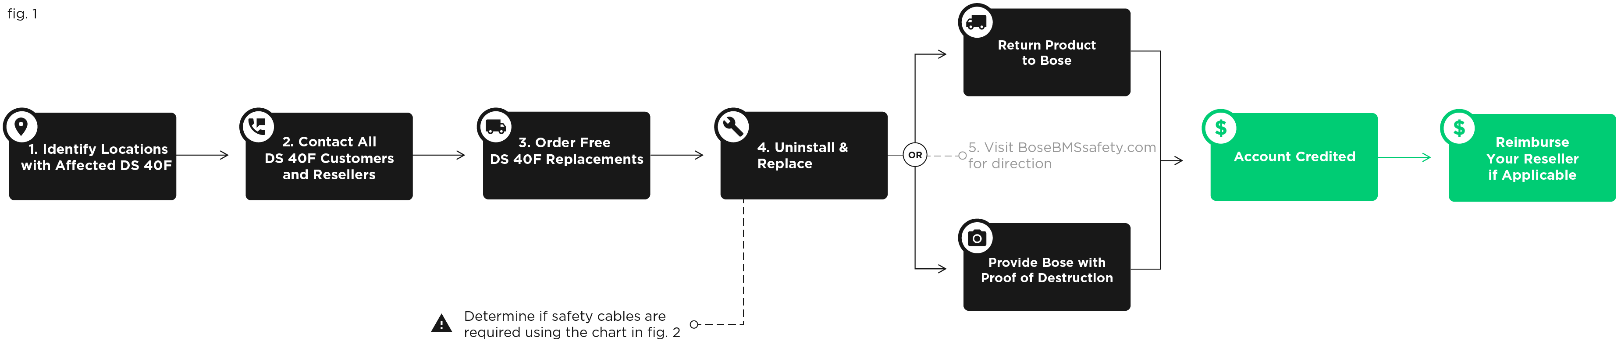 fig. 1
1. Identify Locations
with Affected DS 40F
2. Contact All
DS 40F Customers
and Resellers
3. Order Free
DS 40F Replacements
4. Uninstall &
Replace
Determine if safety cables are
required using the chart in fig. 2
OR
Return Product
to Bose
5. Visit BoseBMSsafety.com
for direction
Provide Bose with
Proof of Destruction
$
Account Credited
$
Reimburse
Your Reseller
if Applicable